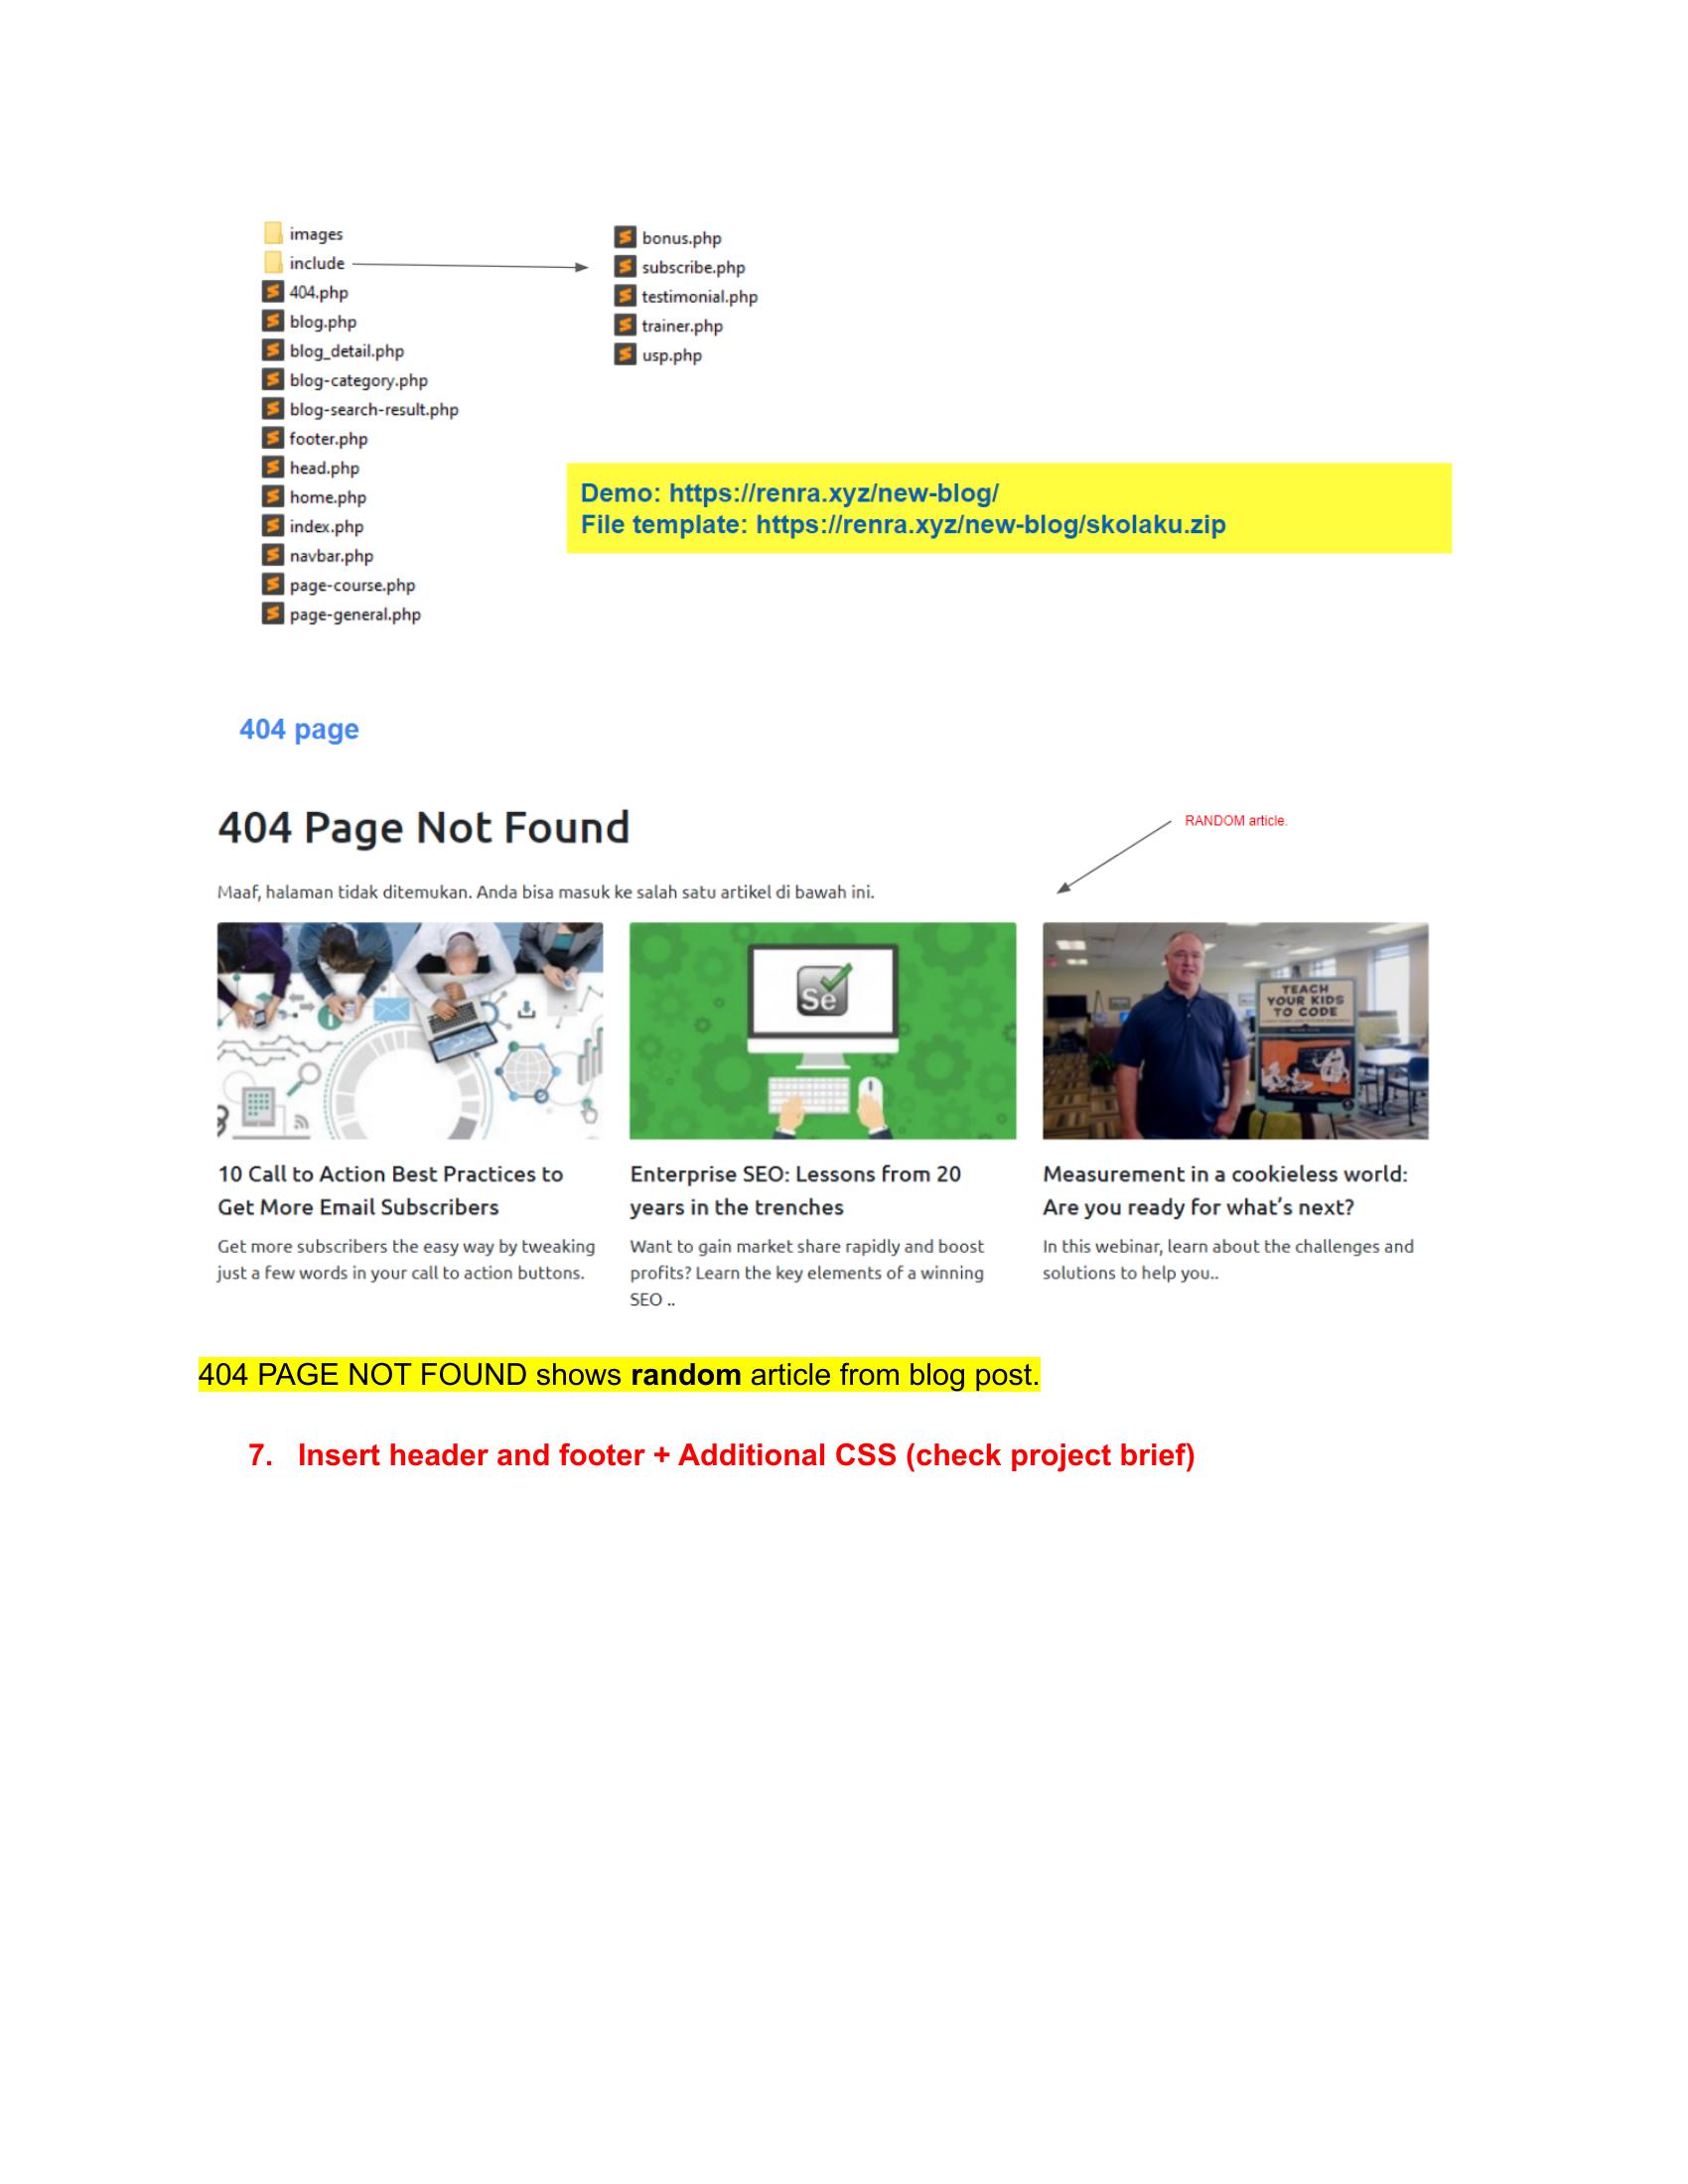 images
include
404.php
blog.php
blog_detail.php
blog-category.php
blog-search-result.php
footer.php
head.php
home.php
index.php
navbar.php
page-course.php
page-general.php
bonus.php
subscribe.php
testimonial.php
trainer.php
usp.php
Demo: https://renra.xyz/new-blog/
File template: https://renra.xyz/new-blog/skolaku.zip
404 page
404 Page Not Found
RANDOM article.
Maaf, halaman tidak ditemukan. Anda bisa masuk ke salah satu artikel di bawah ini.
Se
TEACH
YOUR KIDS
TO CODE
10 Call to Action Best Practices to
Get More Email Subscribers
Get more subscribers the easy way by tweaking
just a few words in your call to action buttons.
Enterprise SEO: Lessons from 20
years in the trenches
Want to gain market share rapidly and boost
profits? Learn the key elements of a winning
SEO ..
Measurement in a cookieless world:
Are you ready for what's next?
In this webinar, learn about the challenges and
solutions to help you..
404 PAGE NOT FOUND shows random article from blog post.
7. Insert header and footer + Additional CSS (check project brief)